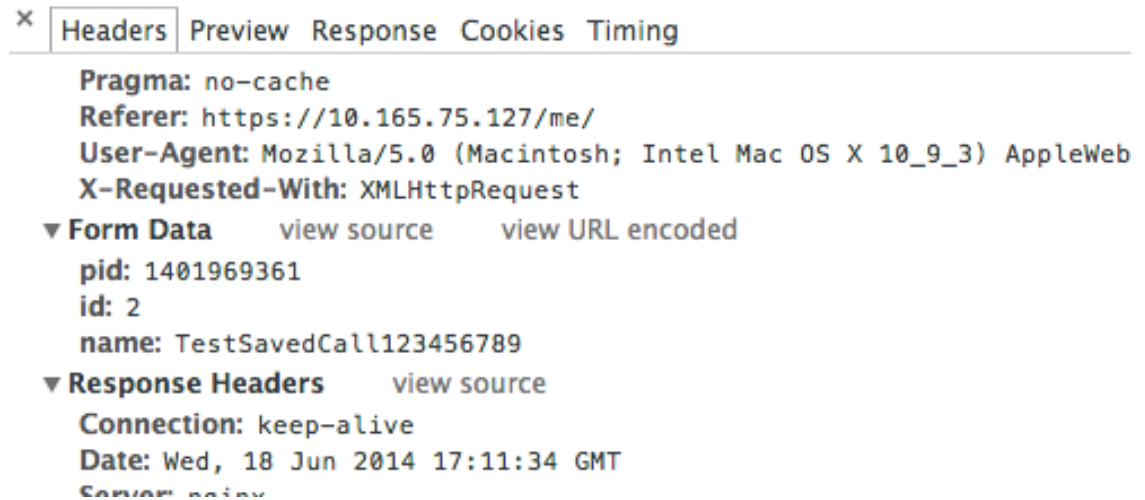 × Headers Preview Response Cookies Timing
Pragma: no-cache
Referer: https://10.165.75.127/me/
User-Agent: Mozilla/5.0 (Macintosh; Intel Mac OS X 10_9_3) AppleWeb
X-Requested-With: XMLHttpRequest
▼ Form Data view source view URL encoded
pid: 1401969361
id: 2
name: TestSavedCall123456789
▼ Response Headers view source
Connection: keep-alive
Date: Wed, 18 Jun 2014 17:11:34 GMT
Server: nginx